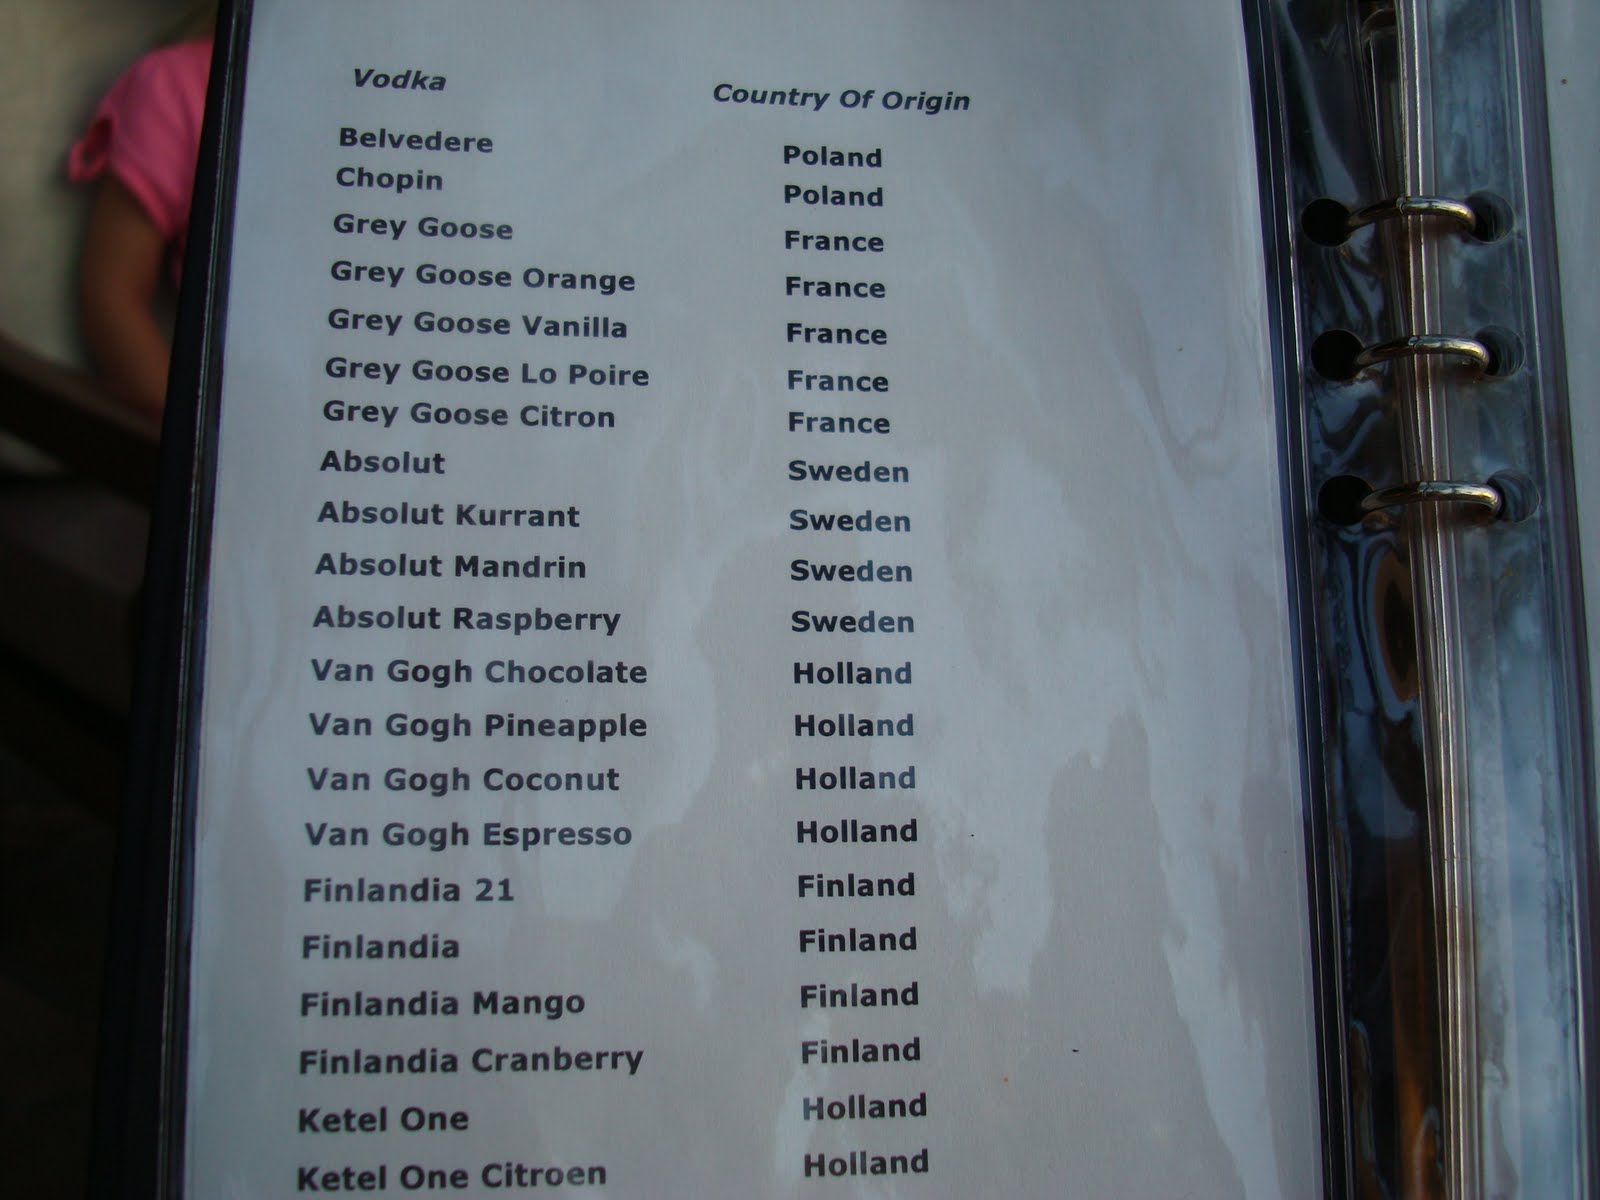 Vodka Country Of Origin
Belvedere Poland
Chopin Poland
Grey Goose France
Grey Goose Orange France
Grey Goose Vanilla France
Grey Goose Lo Poire France
Grey Goose Citron France
Absolut Sweden
Absolut Kurrant Sweden
Absolut Mandrin Sweden
Absolut Raspberry Sweden
Van Gogh Chocolate Holland
Van Gogh Pineapple Holland
Van Gogh Coconut Holland
Van Gogh Espresso Holland
Finlandia 21 Finland
Finlandia Finland
Finlandia Mango Finland
Finlandia Cranberry Finland
Ketel One Holland
Ketel One Citroen Holland